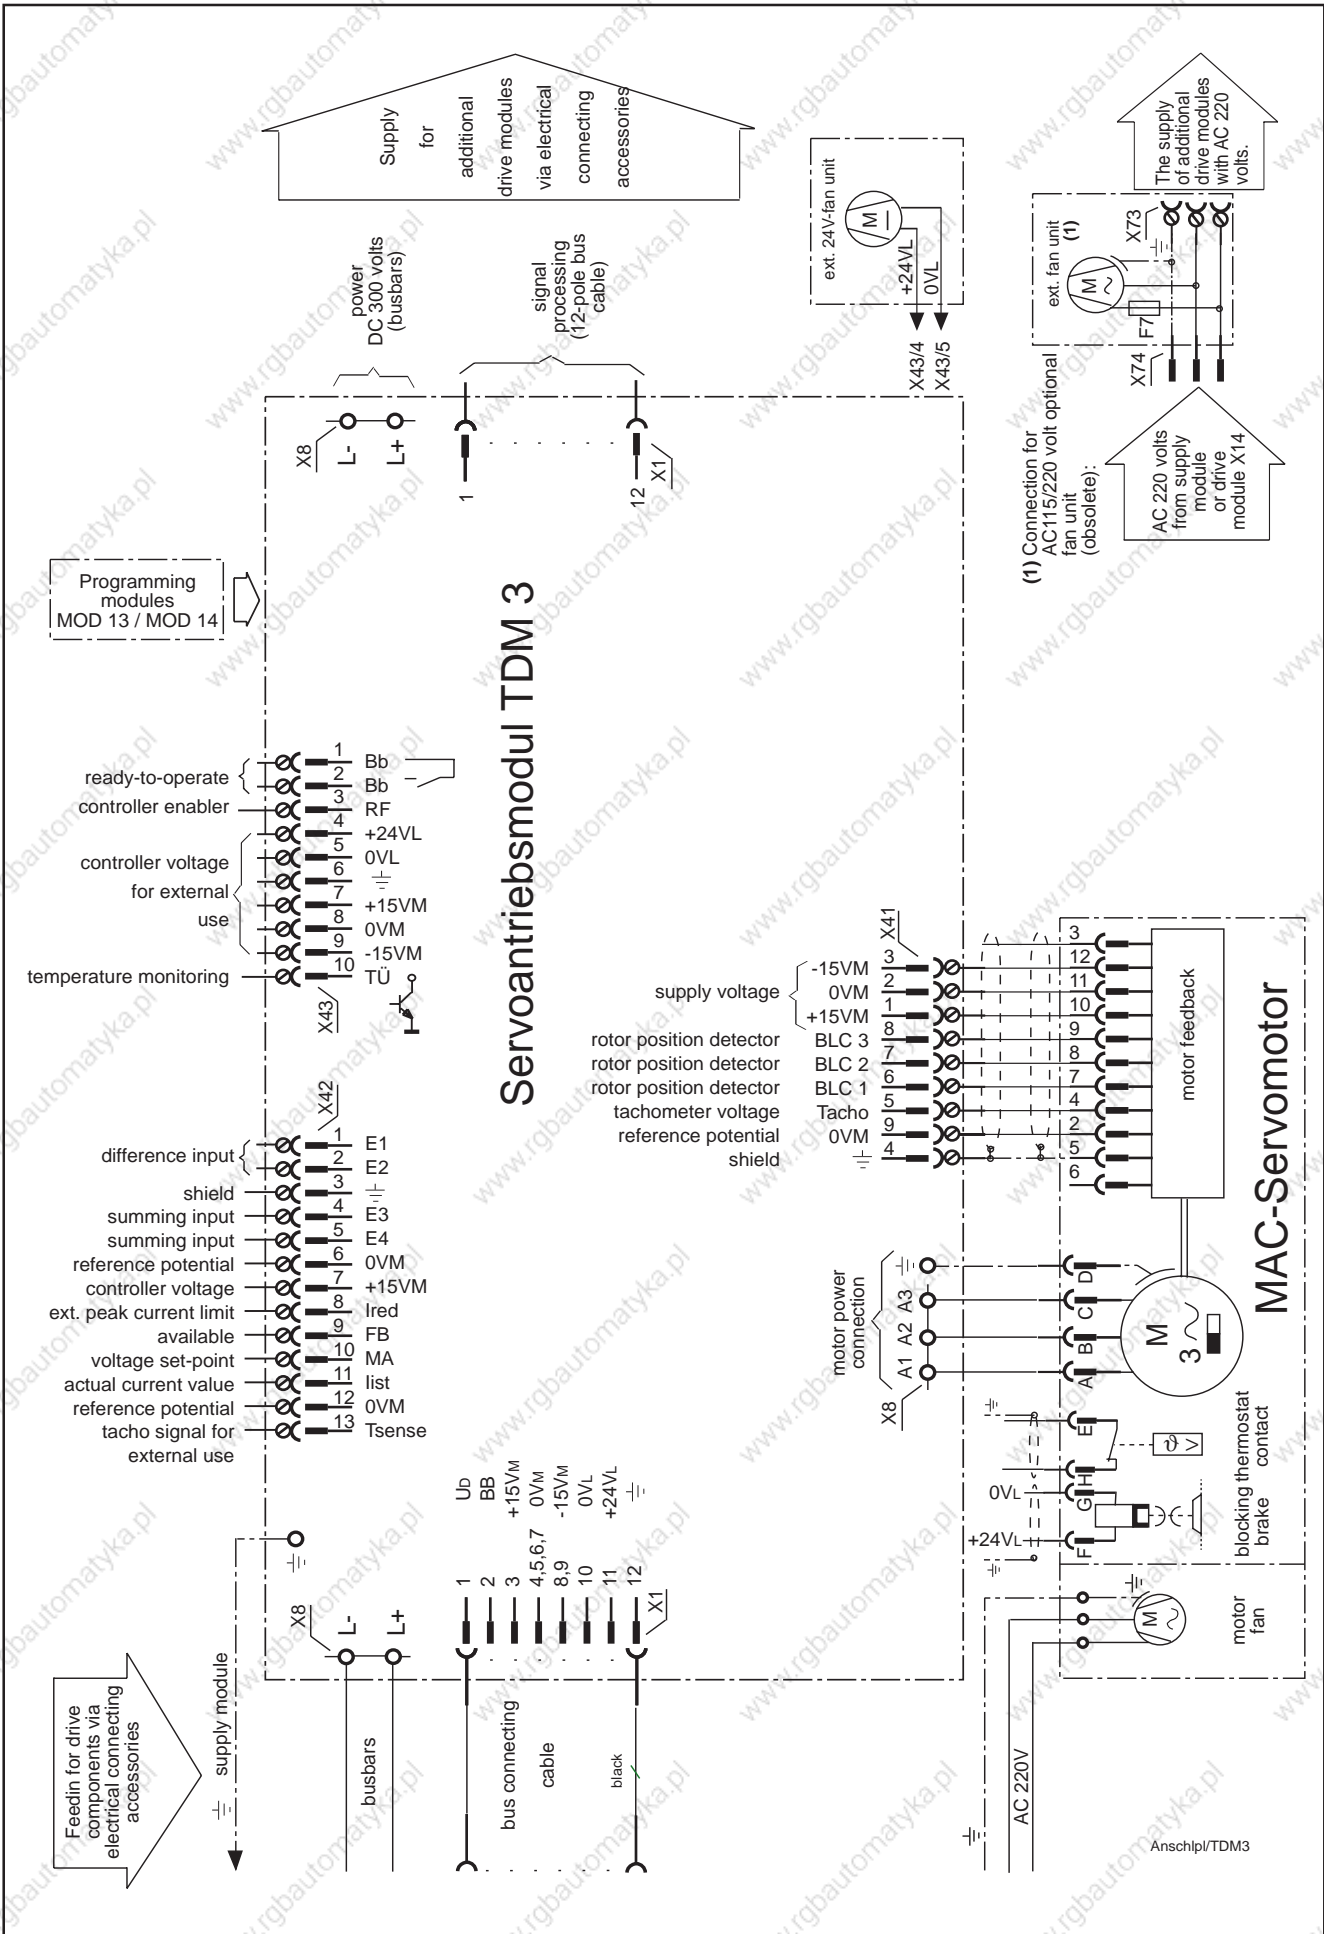 Supply
for
additional
drive modules
via electrical
connecting
accessories
The supply
of additional
drive modules
with AC 220
volts.
power
DC 300 volts
(busbars)
signal
processing
(12-pole bus
cable)
ext. 24V-fan unit
M
+24VL
0VL
X43/4
X43/5
ext. fan unit
(1)
M
F7
X73
X74
(1) Connection for
AC115/220 volt optional
fan unit
(obsolete):
AC 220 volts
from supply
module
or drive
module X14
X8
L-
L+
1
12
X1
Programming
modules
MOD 13 / MOD 14
Servoantriebsmodul TDM 3
ready-to-operate
1 Bb
2 Bb
controller enabler 3 RF
controller voltage
for external
use
4 +24VL
5 0VL
6
7 +15VM
8 0VM
9 -15VM
temperature monitoring 10 TÜ
X43
X42
difference input
1 E1
2 E2
shield 3
summing input 4 E3
summing input 5 E4
reference potential 6 0VM
controller voltage 7 +15VM
ext. peak current limit 8 Ired
available 9 FB
voltage set-point 10 MA
actual current value 11 Iist
reference potential 12 0VM
tacho signal for 13 Tsense
external use
X41
supply voltage
-15VM 3 12
0VM 2 11
+15VM 1 10
rotor position detector BLC 3 8 9
rotor position detector BLC 2 7 8
rotor position detector BLC 1 6 7
tachometer voltage Tacho 5 4
reference potential 0VM 9 2
shield 4 5
3
6
motor feedback
MAC-Servomotor
motor power
connection
X8
A1 A2 A3
A B C D
M
3
E
H
G
F
0VL
+24VL
ϑ V
blocking thermostat
brake contact
M
motor
fan
AC 220V
Anschlpl/TDM3
UD
BB
+15VM
0VM
-15VM
0VL
+24VL
1
2
3
4,5,6,7
8,9
10
11
12
X1
X8
L-
L+
supply module
busbars
bus connecting
cable
black
Feedin for drive
components via
electrical connecting
accessories
www.rgbautomatyka.pl